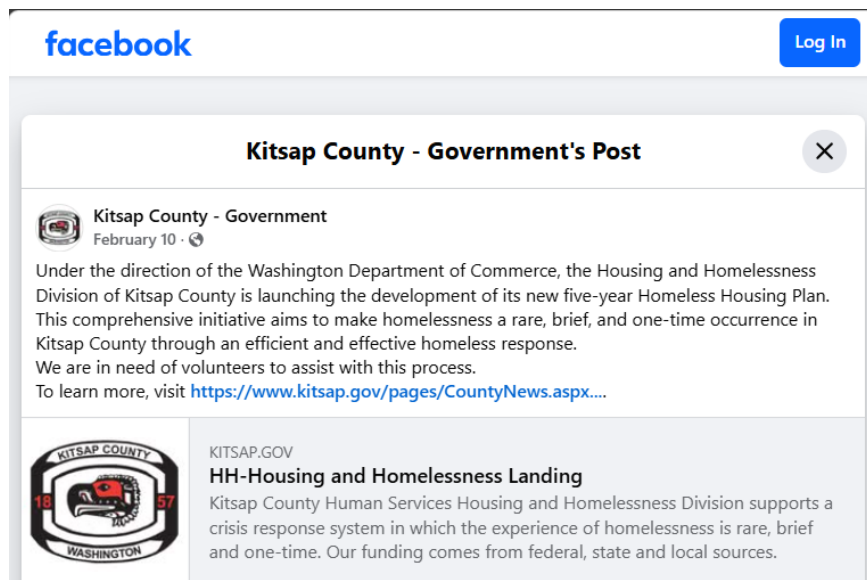 facebook
Log In
Kitsap County - Government's Post
Kitsap County - Government
February 10 ·
Under the direction of the Washington Department of Commerce, the Housing and Homelessness
Division of Kitsap County is launching the development of its new five-year Homeless Housing Plan.
This comprehensive initiative aims to make homelessness a rare, brief, and one-time occurrence in
Kitsap County through an efficient and effective homeless response.
We are in need of volunteers to assist with this process.
To learn more, visit https://www.kitsap.gov/pages/CountyNews.aspx....
KITSAP COUNTY
18 57
WASHINGTON
KITSAP.GOV
HH-Housing and Homelessness Landing
Kitsap County Human Services Housing and Homelessness Division supports a
crisis response system in which the experience of homelessness is rare, brief
and one-time. Our funding comes from federal, state and local sources.